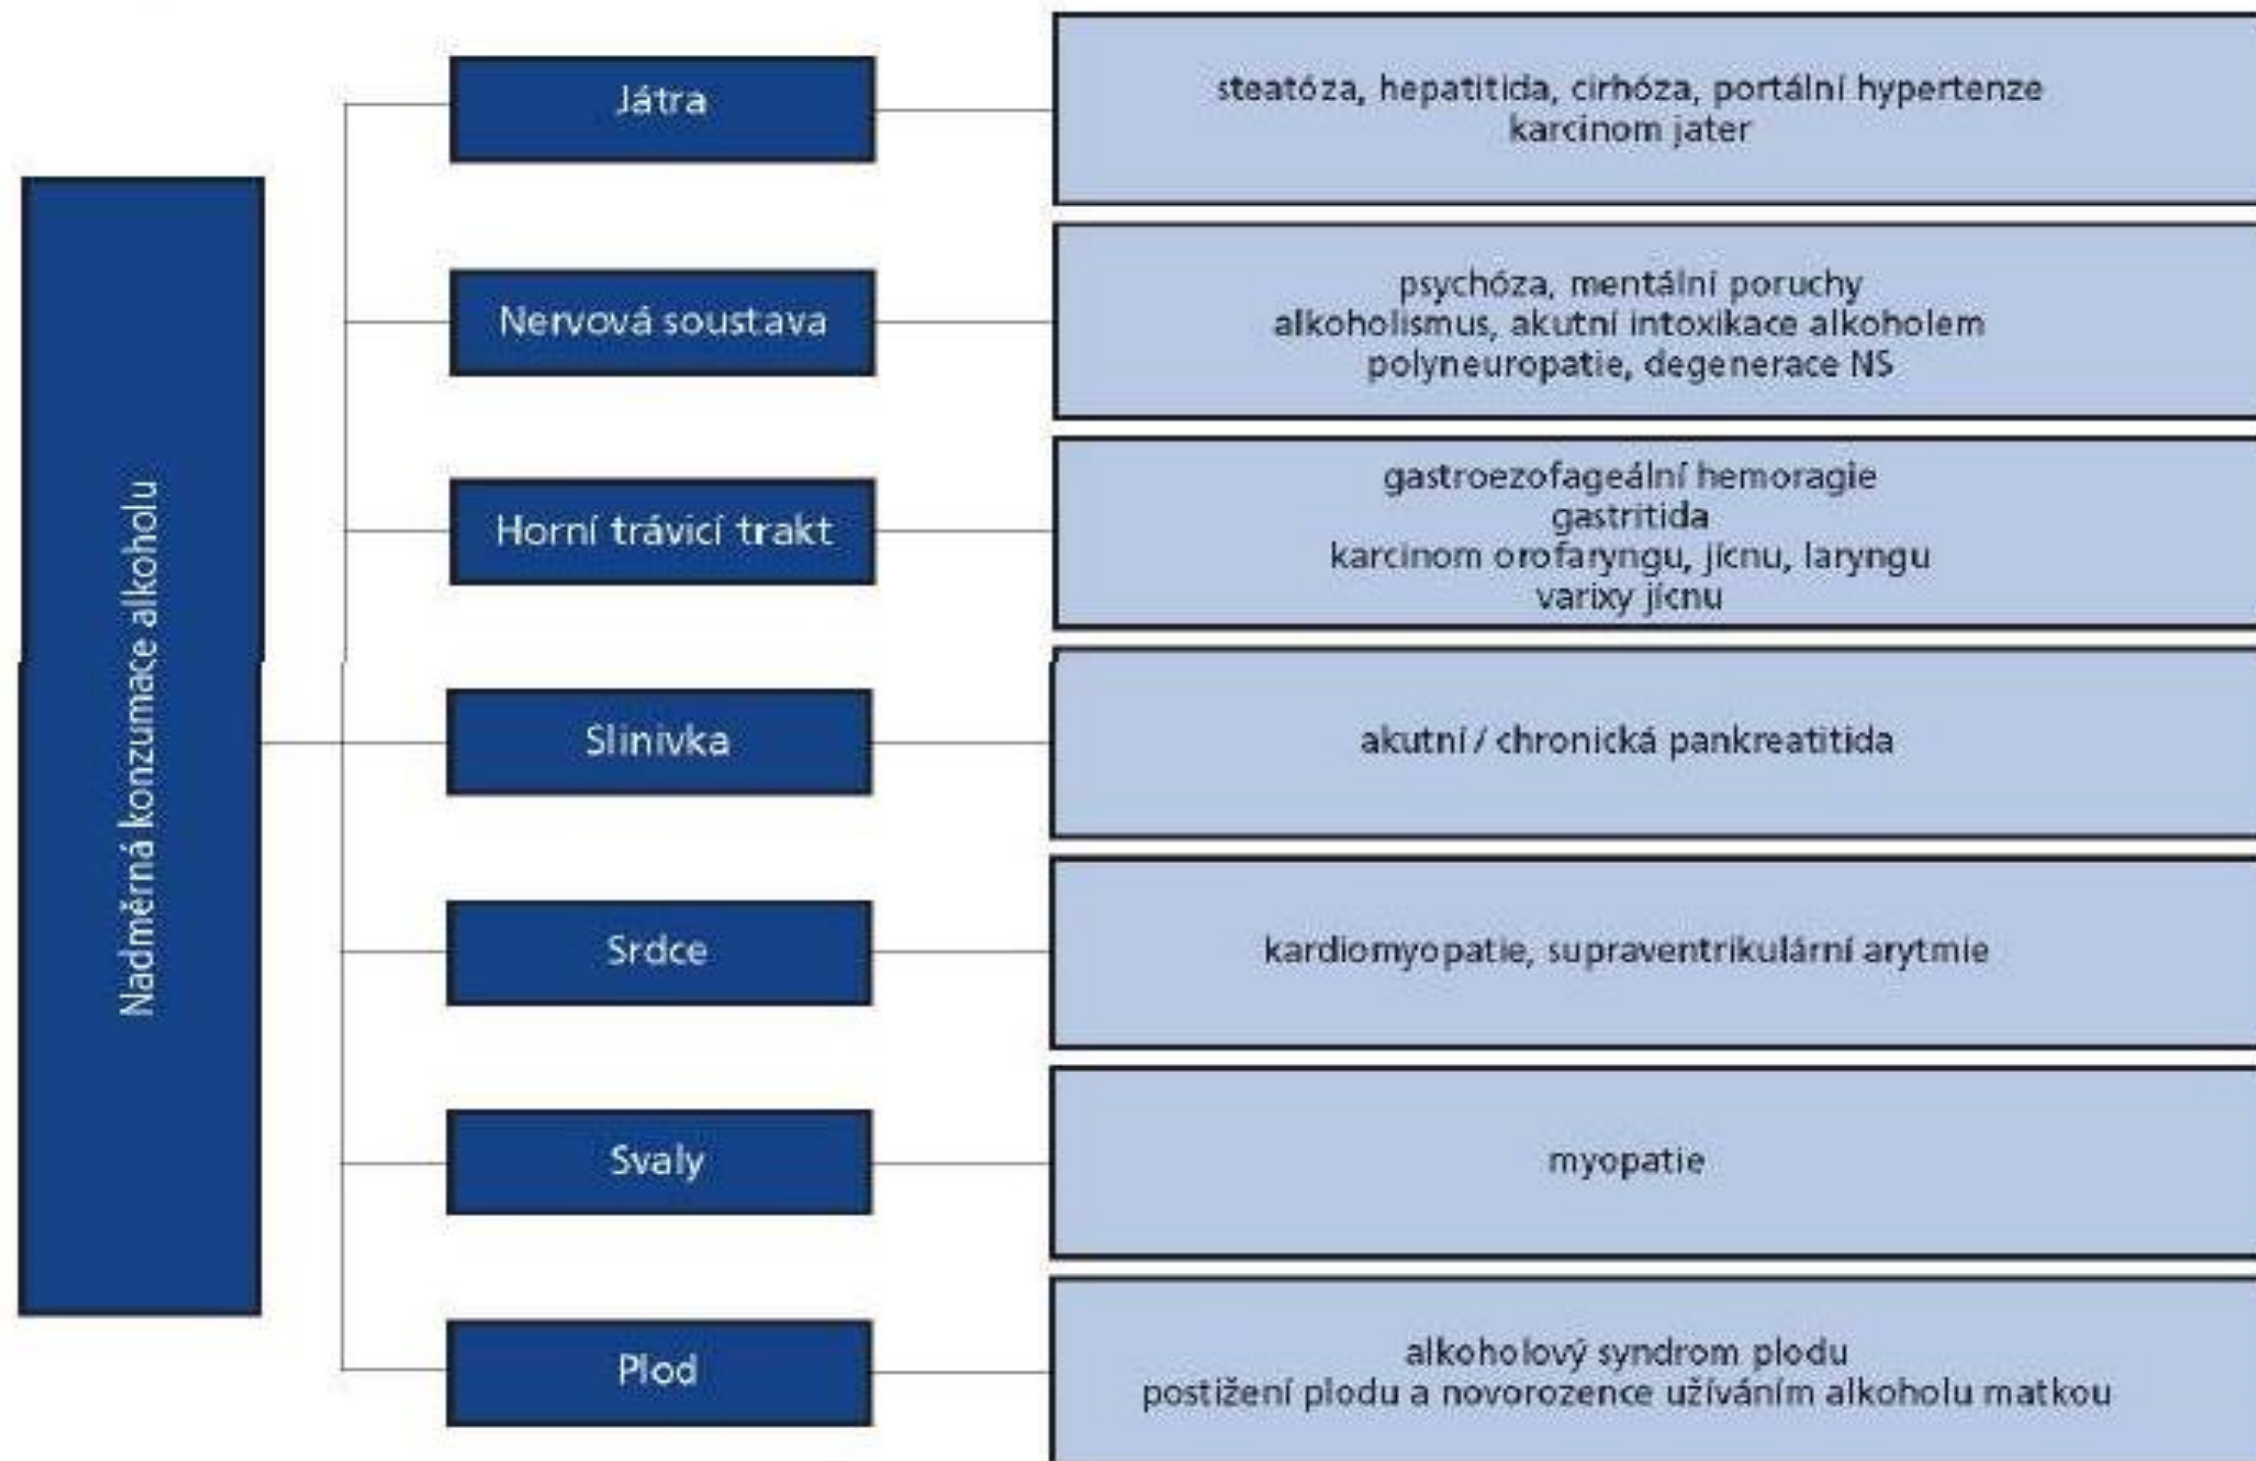 Nadměrná konzumace alkoholu
Játra
steatóza, hepatitida, cirhóza, portální hypertenze
karcinom jater
Nervová soustava
psychóza, mentální poruchy
alkoholismus, akutní intoxikace alkoholem
polyneuropatie, degenerace NS
Horní trávicí trakt
gastroezofageální hemoragie
gastritida
karcinom orofaryngu, jícnu, laryngu
varixy jícnu
Slinivka
akutní / chronická pankreatitida
Srdce
kardiomyopatie, supraventrikulární arytmie
Svaly
myopatie
Plod
alkoholový syndrom plodu
postižení plodu a novorozence užíváním alkoholu matkou